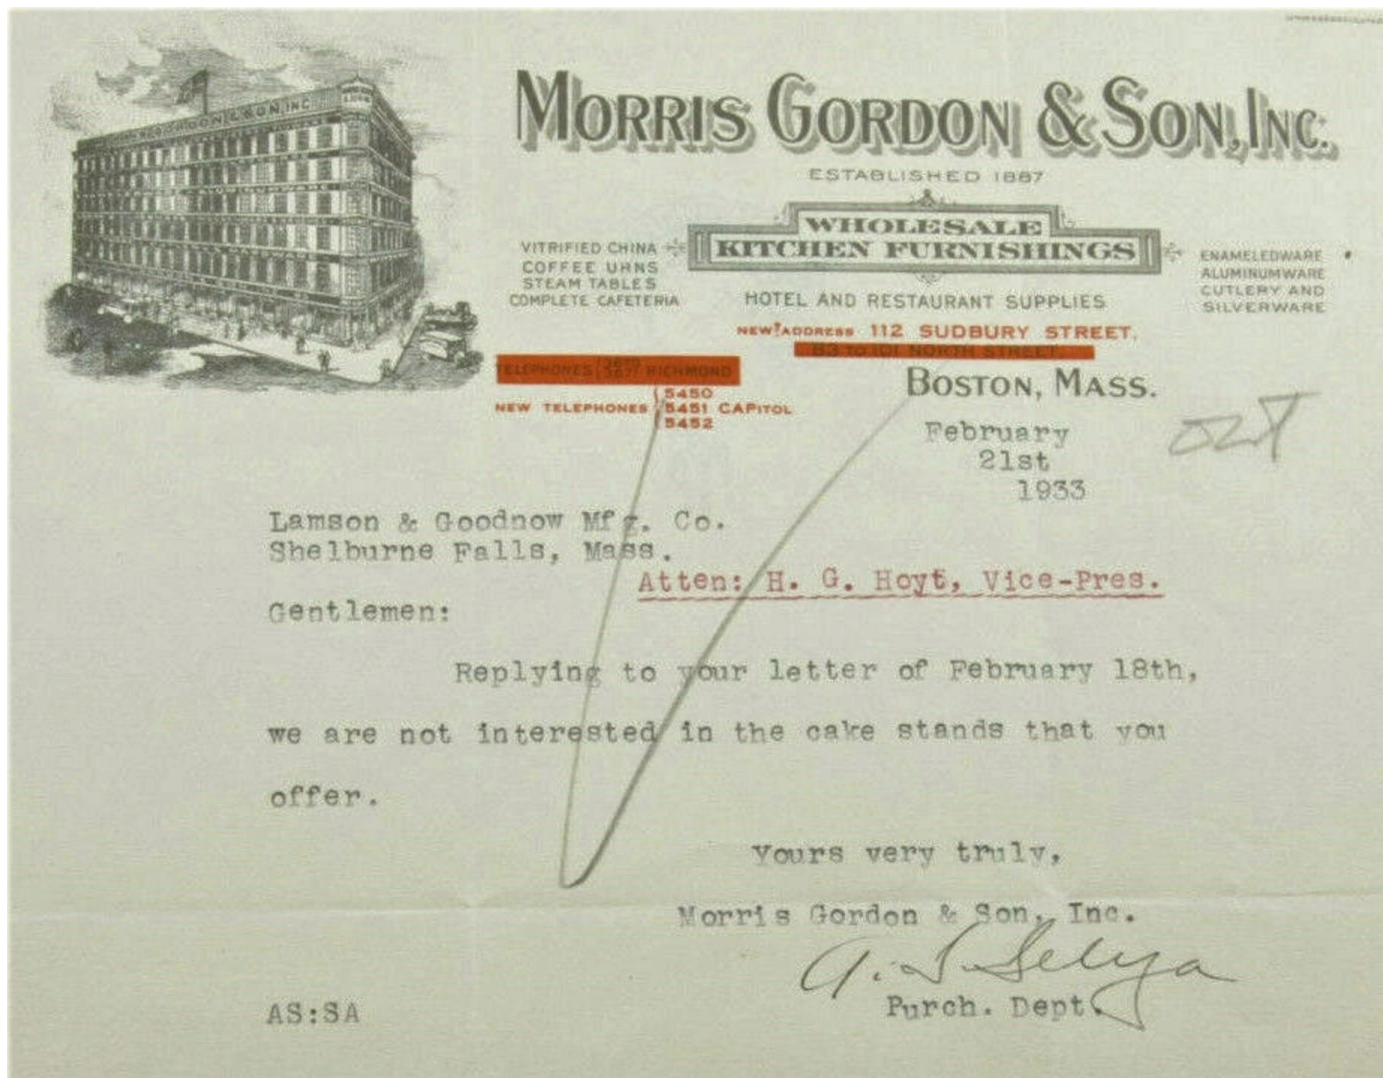 MORRIS GORDON & SON, INC.
ESTABLISHED 1887
WHOLESALE
KITCHEN FURNISHINGS
VITRIFIED CHINA
COFFEE URNS
STEAM TABLES
COMPLETE CAFETERIA
ENAMELEDWARE
ALUMINUMWARE
CUTLERY AND
SILVERWARE
HOTEL AND RESTAURANT SUPPLIES
NEW ADDRESS 112 SUDBURY STREET.
83 TO 101 NORTH STREET.
TELEPHONES RICHMOND
BOSTON, MASS.
5450
NEW TELEPHONES 5451 CAPITOL
5452
February
21st
1933
Lamson & Goodnow Mfg. Co.
Shelburne Falls, Mass.
Atten: H. G. Hoyt, Vice-Pres.
Gentlemen:
Replying to your letter of February 18th,
we are not interested in the cake stands that you
offer.
Yours very truly,
Morris Gordon & Son, Inc.
A. S. Selya
Purch. Dept.
AS:SA